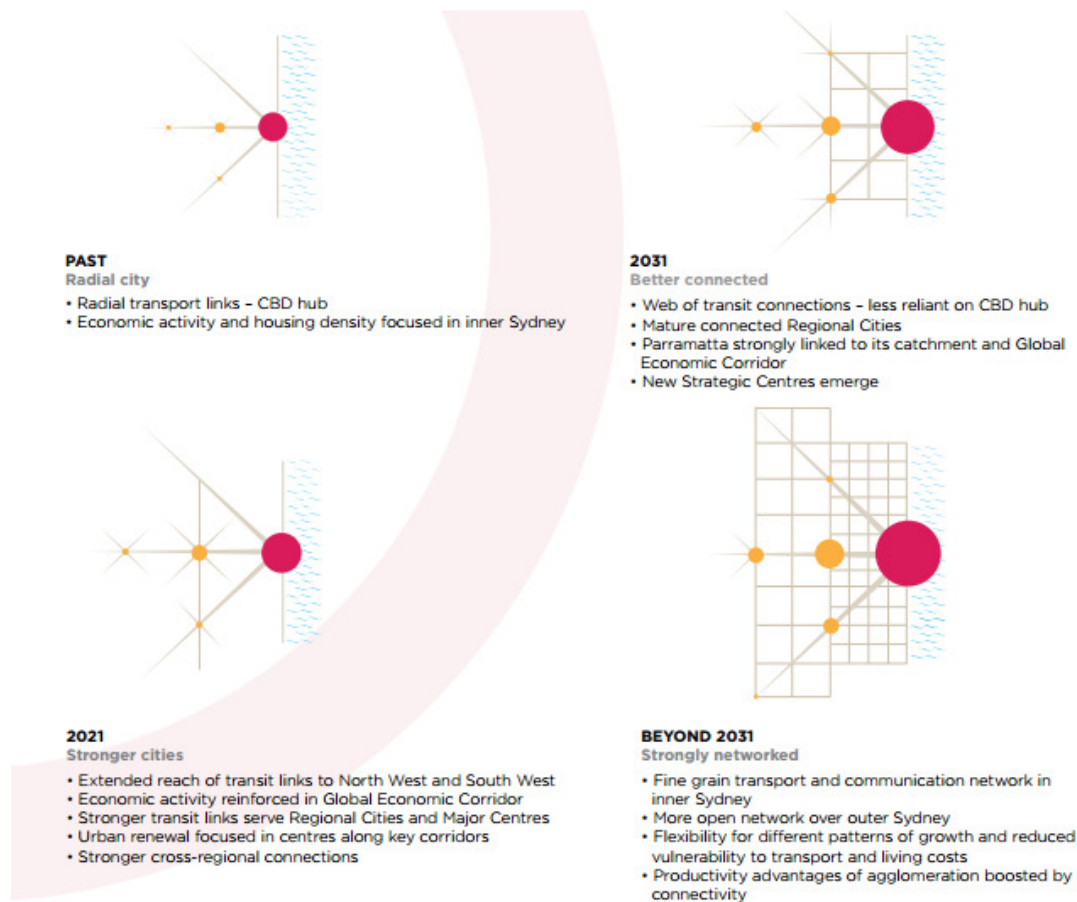 PAST
Radial city
• Radial transport links – CBD hub
• Economic activity and housing density focused in inner Sydney
2031
Better connected
• Web of transit connections – less reliant on CBD hub
• Mature connected Regional Cities
• Parramatta strongly linked to its catchment and Global
Economic Corridor
• New Strategic Centres emerge
2021
Stronger cities
• Extended reach of transit links to North West and South West
• Economic activity reinforced in Global Economic Corridor
• Stronger transit links serve Regional Cities and Major Centres
• Urban renewal focused in centres along key corridors
• Stronger cross-regional connections
BEYOND 2031
Strongly networked
• Fine grain transport and communication network in
inner Sydney
• More open network over outer Sydney
• Flexibility for different patterns of growth and reduced
vulnerability to transport and living costs
• Productivity advantages of agglomeration boosted by
connectivity